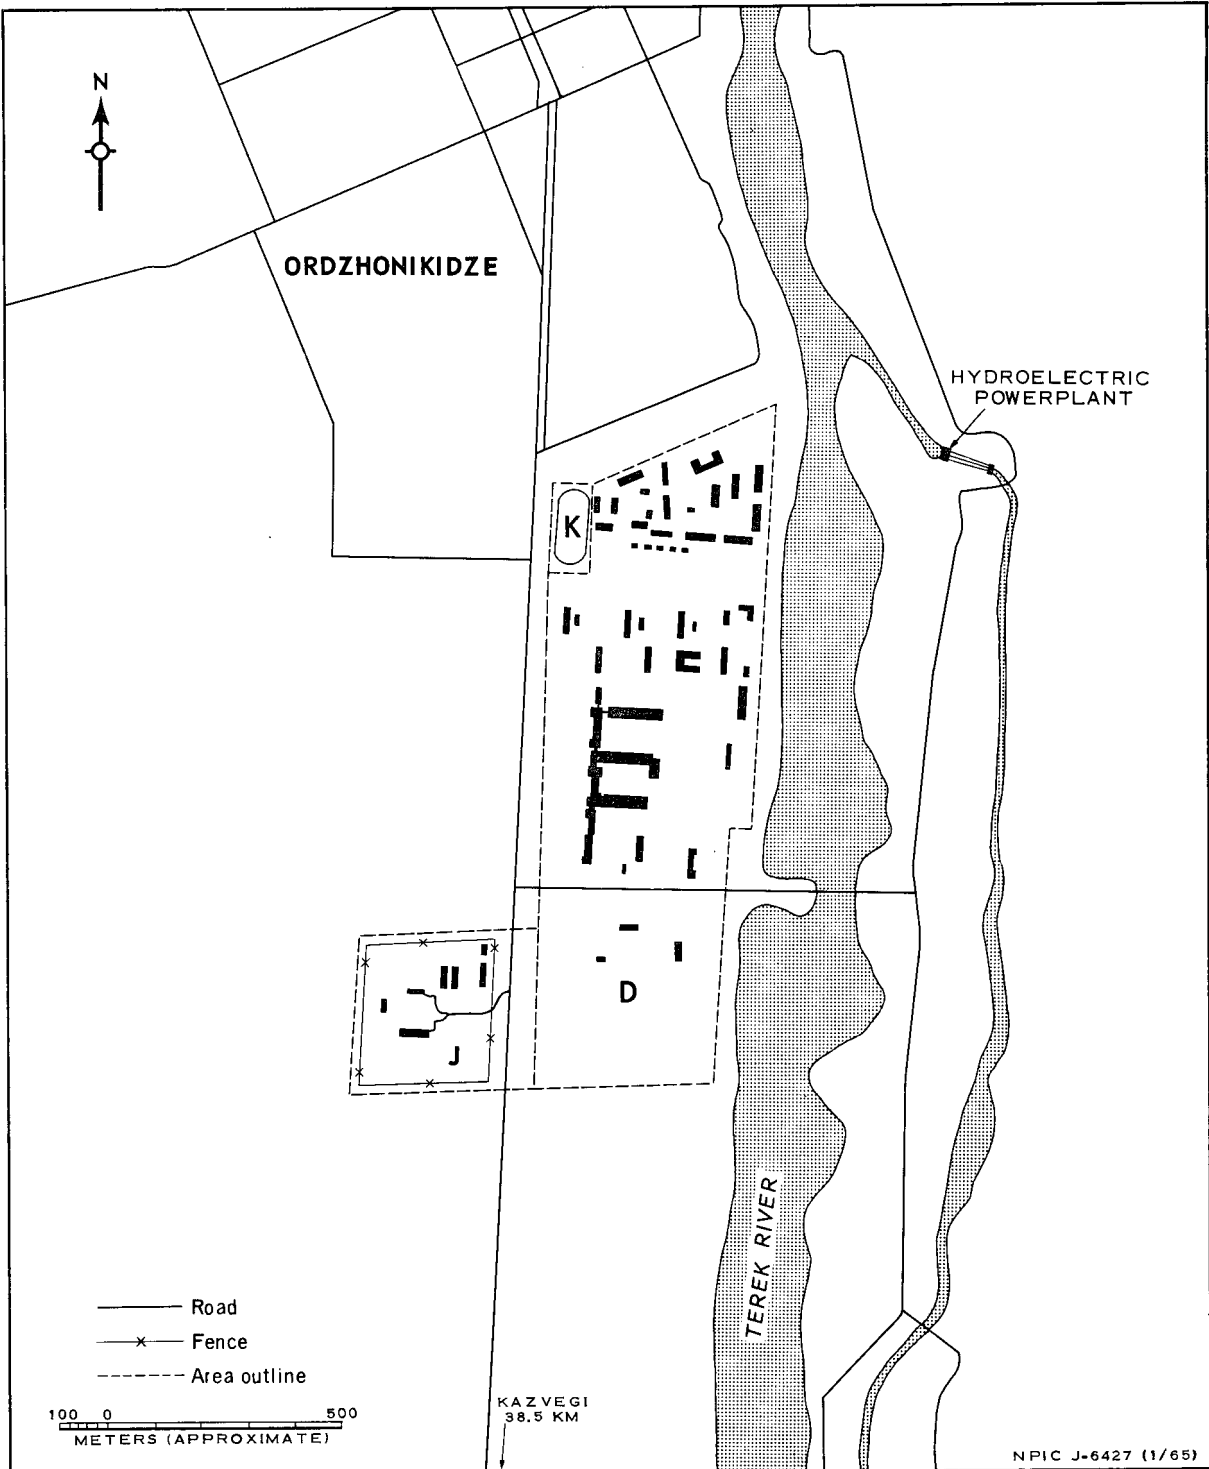 N
ORDZHONIKIDZE
HYDROELECTRIC
POWERPLANT
K
D
J
TEREK RIVER
Road
Fence
Area outline
KAZVEGI
38.5 KM
100 0 500
METERS (APPROXIMATE)
NPIC J-6427 (1/65)